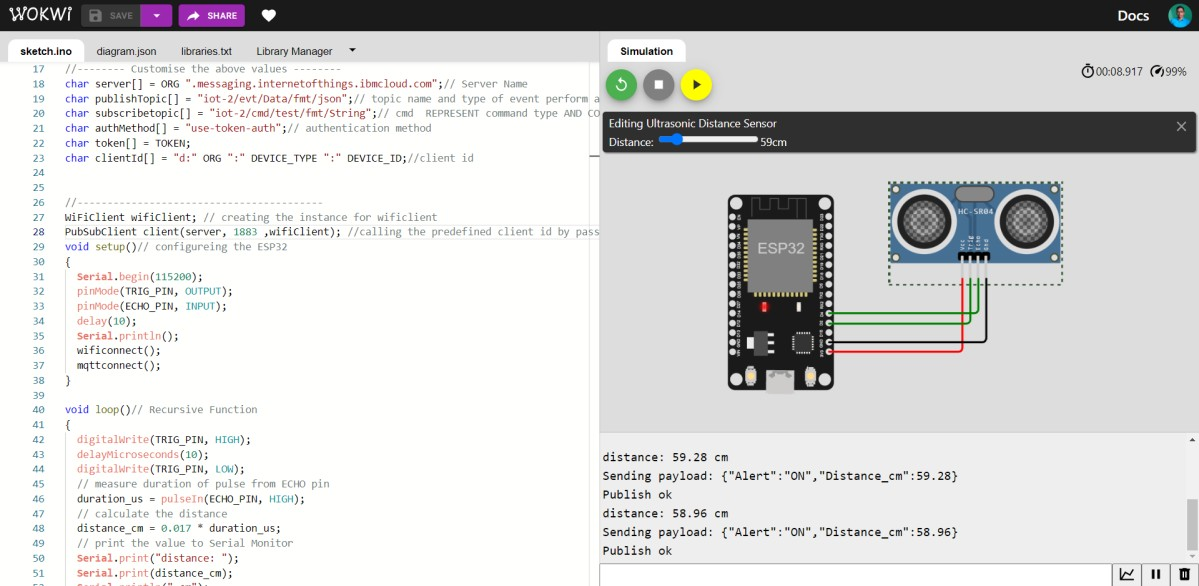 WOKWI SAVE SHARE Docs
sketch.ino diagram.json libraries.txt Library Manager
17 //-------- Customise the above values --------
18 char server[] = ORG ".messaging.internetofthings.ibmcloud.com";// Server Name
19 char publishTopic[] = "iot-2/evt/Data/fmt/json";// topic name and type of event perform a
20 char subscribetopic[] = "iot-2/cmd/test/fmt/String";// cmd REPRESENT command type AND CO
21 char authMethod[] = "use-token-auth";// authentication method
22 char token[] = TOKEN;
23 char clientId[] = "d:" ORG ":" DEVICE_TYPE ":" DEVICE_ID;//client id
24
25
26 //-----------------------------------------
27 WiFiClient wifiClient; // creating the instance for wificlient
28 PubSubClient client(server, 1883 ,wifiClient); //calling the predefined client id by pass
29 void setup()// configureing the ESP32
30 {
31 Serial.begin(115200);
32 pinMode(TRIG_PIN, OUTPUT);
33 pinMode(ECHO_PIN, INPUT);
34 delay(10);
35 Serial.println();
36 wificonnect();
37 mqttconnect();
38 }
39
40 void loop()// Recursive Function
41 {
42 digitalWrite(TRIG_PIN, HIGH);
43 delayMicroseconds(10);
44 digitalWrite(TRIG_PIN, LOW);
45 // measure duration of pulse from ECHO pin
46 duration_us = pulseIn(ECHO_PIN, HIGH);
47 // calculate the distance
48 distance_cm = 0.017 * duration_us;
49 // print the value to Serial Monitor
50 Serial.print("distance: ");
51 Serial.print(distance_cm);
Simulation
00:08.917 99%
Editing Ultrasonic Distance Sensor
Distance: 59cm
ESP32
HC-SR04
Vcc Trig Echo Gnd
distance: 59.28 cm
Sending payload: {"Alert":"ON","Distance_cm":59.28}
Publish ok
distance: 58.96 cm
Sending payload: {"Alert":"ON","Distance_cm":58.96}
Publish ok